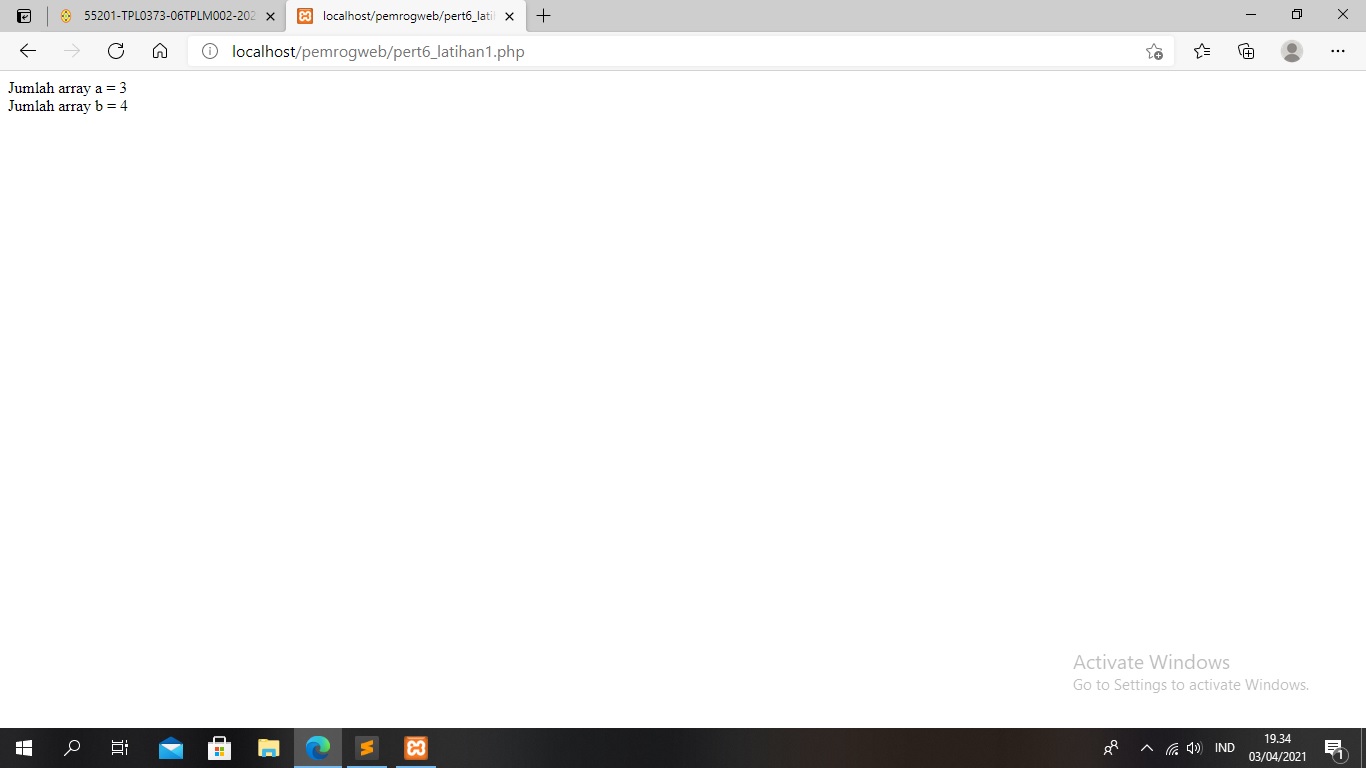 55201-TPL0373-06TPLM002-202
localhost/pemrogweb/pert6_lati
localhost/pemrogweb/pert6_latihan1.php
Jumlah array a = 3
Jumlah array b = 4
Activate Windows
Go to Settings to activate Windows.
IND
19.34
03/04/2021
1